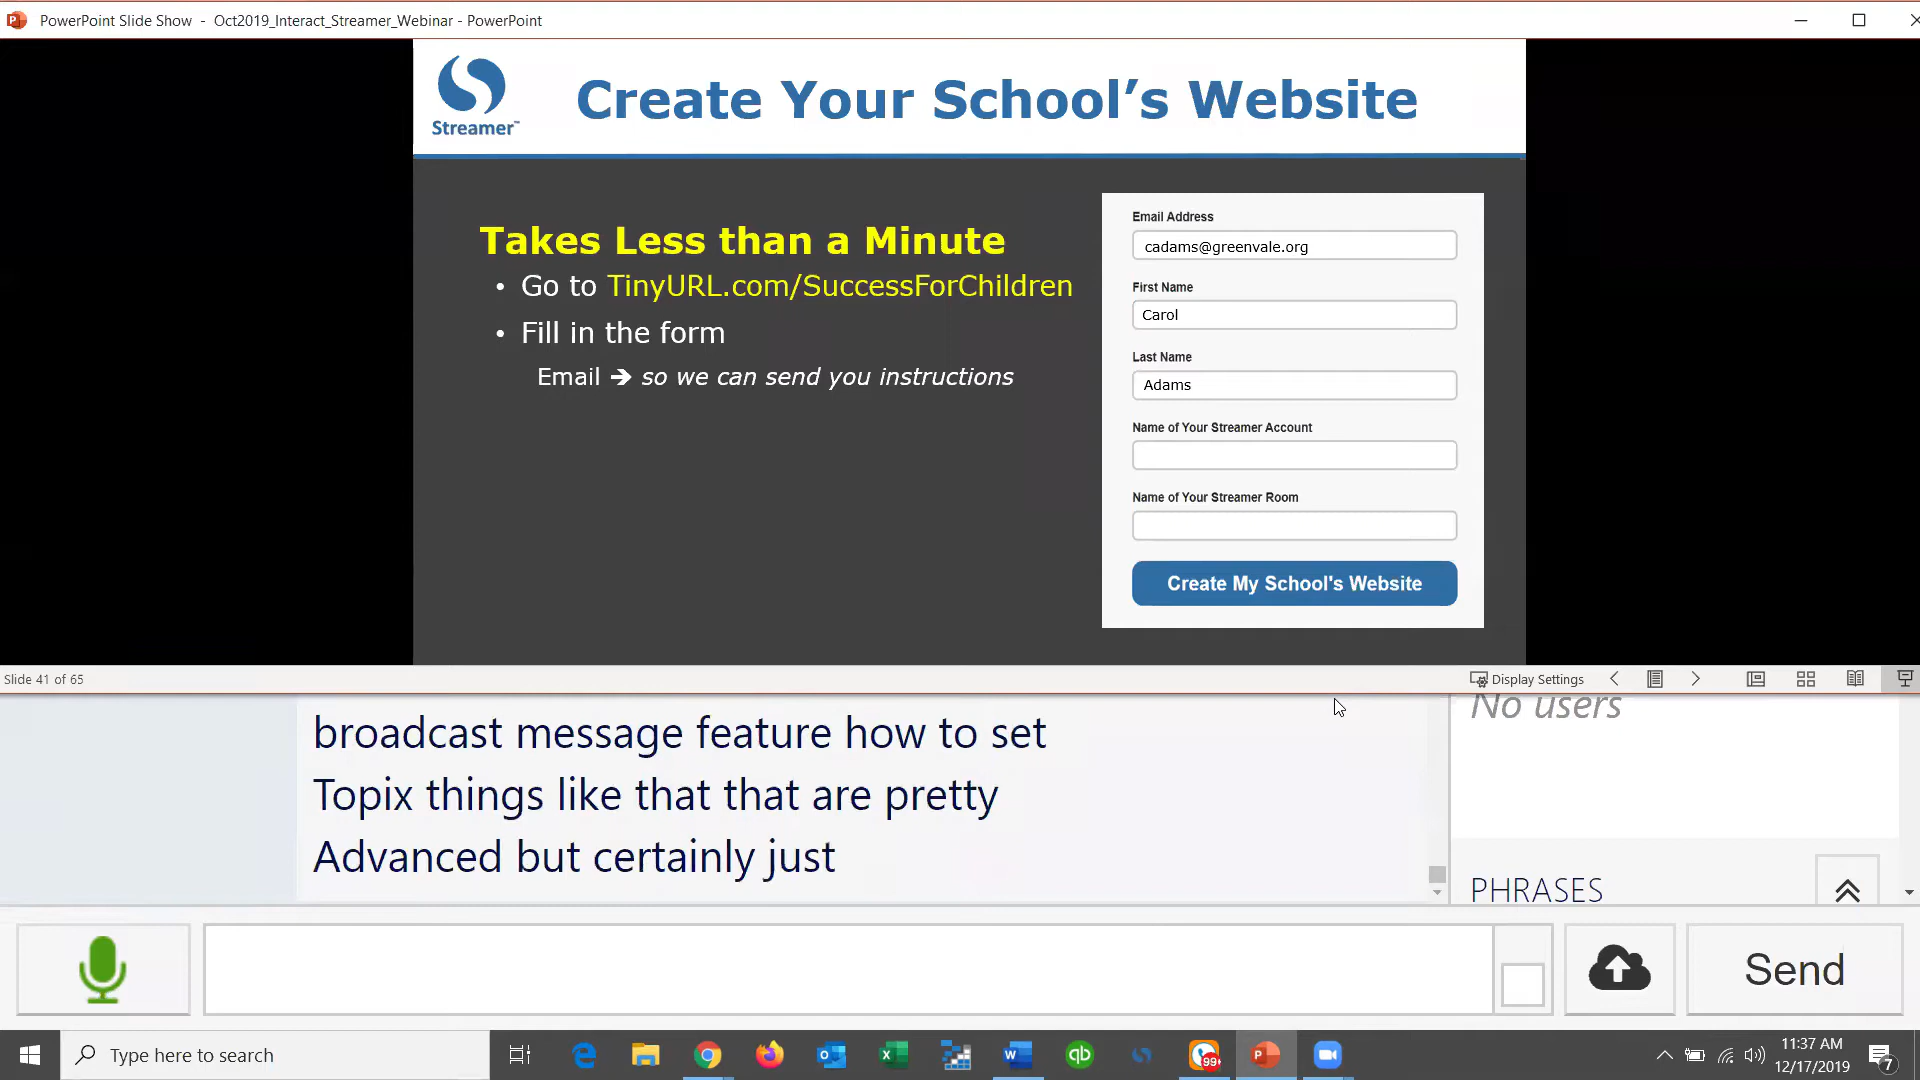 PowerPoint Slide Show - Oct2019_Interact_Streamer_Webinar - PowerPoint
Streamer™
Create Your School’s Website
Takes Less than a Minute
• Go to TinyURL.com/SuccessForChildren
• Fill in the form
Email ➔ so we can send you instructions
Email Address
cadams@greenvale.org
First Name
Carol
Last Name
Adams
Name of Your Streamer Account
Name of Your Streamer Room
Create My School's Website
Slide 41 of 65
Display Settings
broadcast message feature how to set
Topix things like that that are pretty
Advanced but certainly just
No users
PHRASES
Send
Type here to search
99
11:37 AM
12/17/2019
7